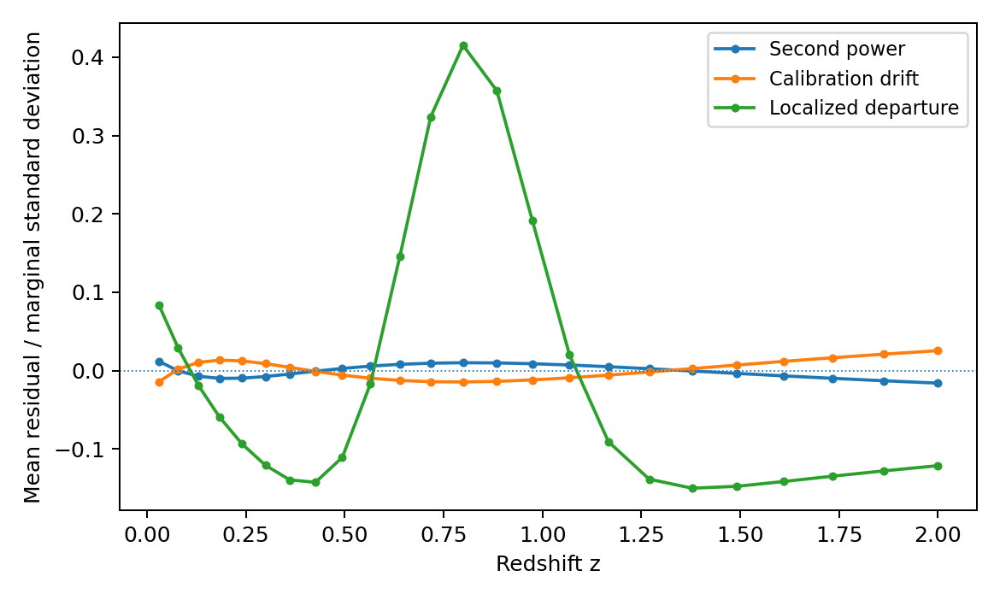 Mean residual / marginal standard deviation
0.4
0.3
0.2
0.1
0.0
−0.1
Second power
Calibration drift
Localized departure
0.00 0.25 0.50 0.75 1.00 1.25 1.50 1.75 2.00
Redshift z